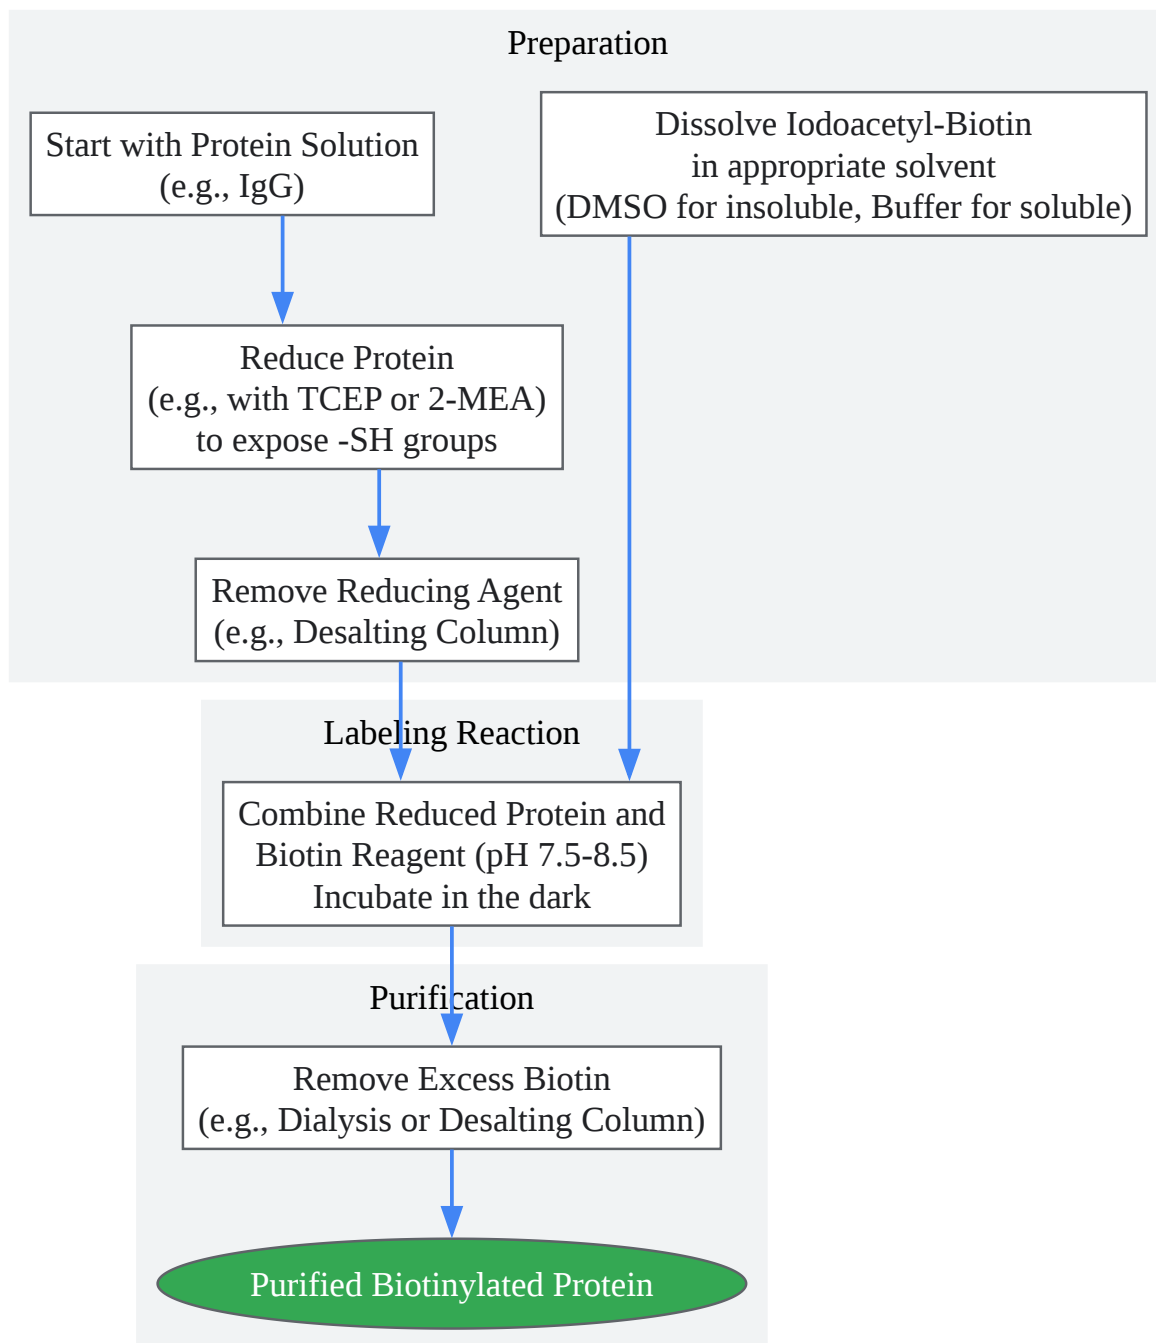 Preparation
Start with Protein Solution
(e.g., IgG)
Dissolve Iodoacetyl-Biotin
in appropriate solvent
(DMSO for insoluble, Buffer for soluble)
Reduce Protein
(e.g., with TCEP or 2-MEA)
to expose -SH groups
Remove Reducing Agent
(e.g., Desalting Column)
Labeling Reaction
Combine Reduced Protein and
Biotin Reagent (pH 7.5-8.5)
Incubate in the dark
Purification
Remove Excess Biotin
(e.g., Dialysis or Desalting Column)
Purified Biotinylated Protein